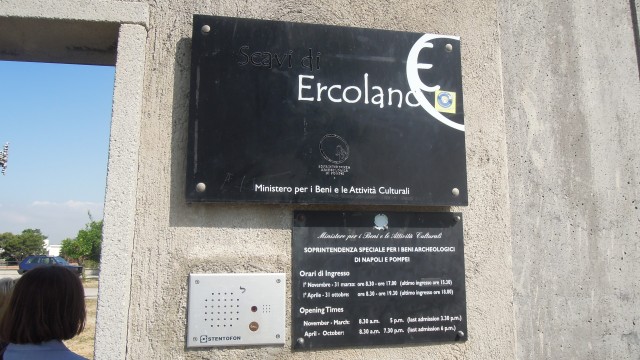 Scavi di
Ercolano
SOPRINTENDENZA
ARCHEOLOGICA
DI POMPEI
Ministero per i Beni e le Attività Culturali
Ministero per i Beni e le Attività Culturali
SOPRINTENDENZA SPECIALE PER I BENI ARCHEOLOGICI
DI NAPOLI E POMPEI
Orari di Ingresso
1° Novembre - 31 marzo: ore 8.30 - ore 17.00 (ultimo ingresso ore 15.30)
1° Aprile - 31 ottobre: ore 8.30 - ore 19.30 (ultimo ingresso ore 18.00)
Opening Times
November - March: 8.30 a.m. 5 p.m. (last admission 3.30 p.m.)
April - October: 8.30 a.m. 7.30 p.m. (last admission 6 p.m.)
STENTOFON